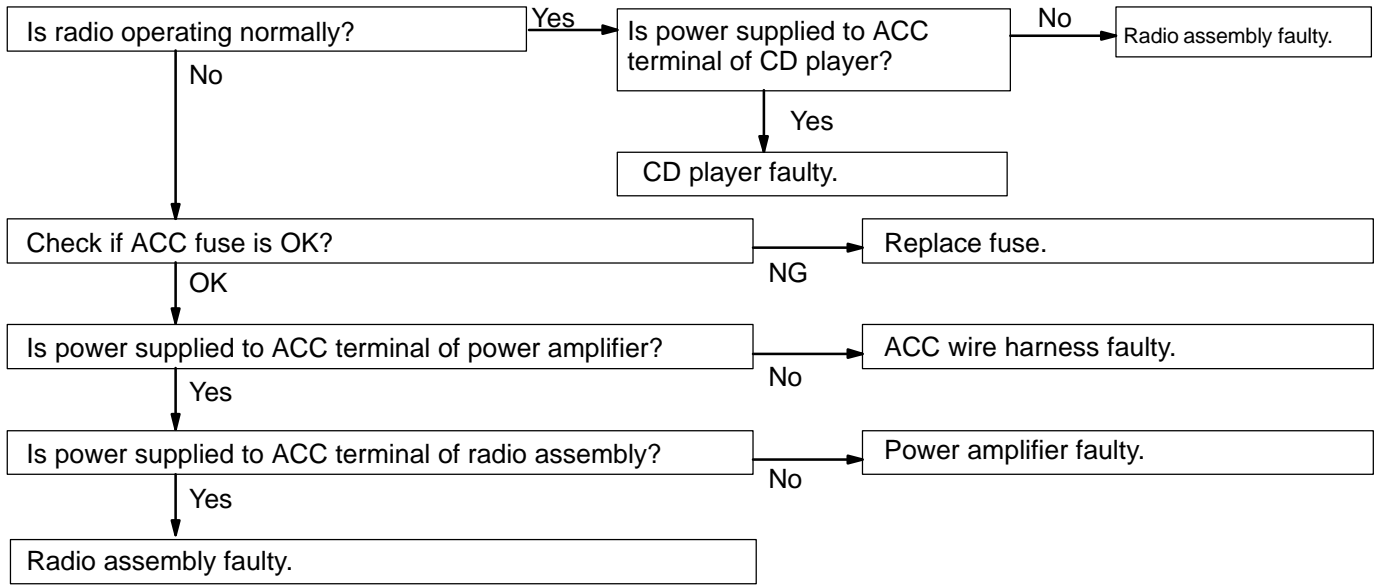 Is radio operating normally?
Yes
Is power supplied to ACC
terminal of CD player?
No
Radio assembly faulty.
No
Yes
CD player faulty.
Check if ACC fuse is OK?
NG
Replace fuse.
OK
Is power supplied to ACC terminal of power amplifier?
No
ACC wire harness faulty.
Yes
Is power supplied to ACC terminal of radio assembly?
No
Power amplifier faulty.
Yes
Radio assembly faulty.